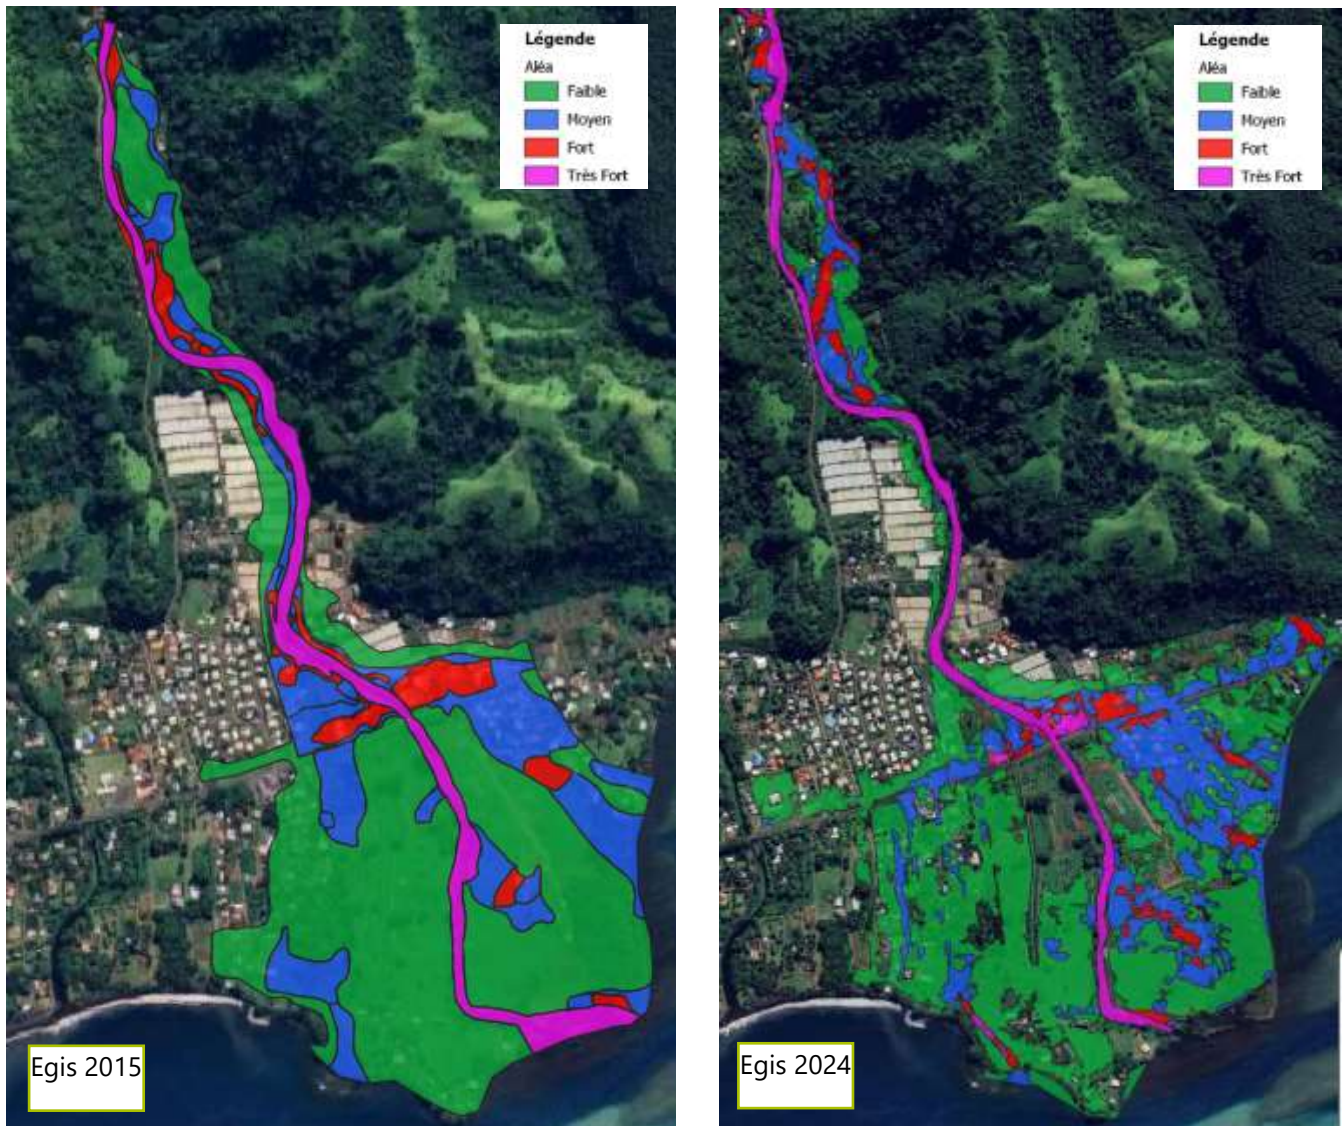 Légende
Aléa
Faible
Moyen
Fort
Très Fort
Egis 2015
Légende
Aléa
Faible
Moyen
Fort
Très Fort
Egis 2024